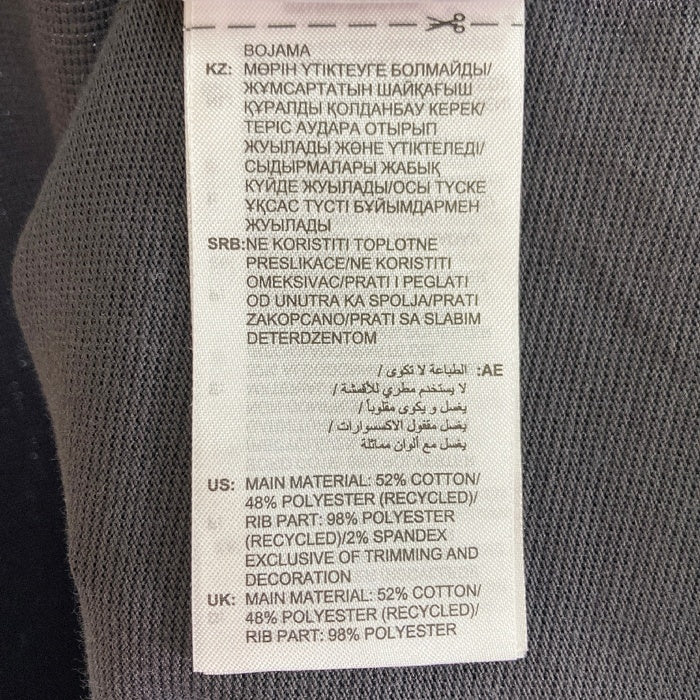 BOJAMA
KZ: МӨРІН ҮТІКТЕУГЕ БОЛМАЙДЫ/
ЖҰМСАРТАТЫН ШАЙҚАҒЫШ
ҚҰРАЛДЫ ҚОЛДАНБАУ КЕРЕК/
ТЕРІС АУДАРА ОТЫРЫП
ЖУЫЛАДЫ ЖӘНЕ ҮТІКТЕЛЕДІ/
СЫДЫРМАЛАРЫ ЖАБЫҚ
КҮЙДЕ ЖУЫЛАДЫ/ОСЫ ТҮСКЕ
ҰҚСАС ТҮСТІ БҰЙЫМДАРМЕН
ЖУЫЛАДЫ
SRB:NE KORISTITI TOPLOTNE
PRESLIKACE/NE KORISTITI
OMEKSIVAC/PRATI I PEGLATI
OD UNUTRA KA SPOLJA/PRATI
ZAKOPCANO/PRATI SA SLABIM
DETERDZENTOM
AE: الطباعة لا تكوى /
لا يستخدم مطري للأقمشة /
يغسل و يكوى مقلوباً /
يغسل مقفول الاكسسوارات /
يغسل مع ألوان مماثلة
US: MAIN MATERIAL: 52% COTTON/
48% POLYESTER (RECYCLED)/
RIB PART: 98% POLYESTER
(RECYCLED)/2% SPANDEX
EXCLUSIVE OF TRIMMING AND
DECORATION
UK: MAIN MATERIAL: 52% COTTON/
48% POLYESTER (RECYCLED)/
RIB PART: 98% POLYESTER